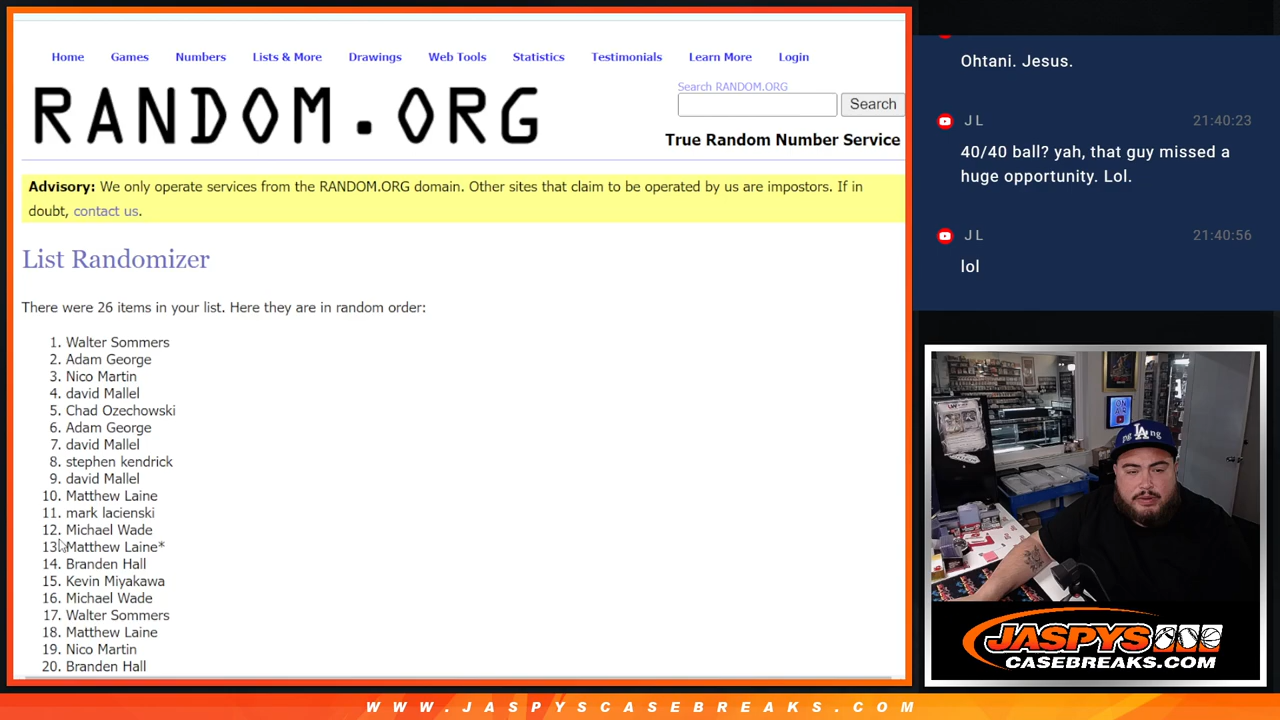 Home Games Numbers Lists & More Drawings Web Tools Statistics Testimonials Learn More Login
RANDOM.ORG
Search RANDOM.ORG
Search
True Random Number Service
Advisory: We only operate services from the RANDOM.ORG domain. Other sites that claim to be operated by us are impostors. If in
doubt, contact us.
List Randomizer
There were 26 items in your list. Here they are in random order:
1. Walter Sommers
2. Adam George
3. Nico Martin
4. david Mallel
5. Chad Ozechowski
6. Adam George
7. david Mallel
8. stephen kendrick
9. david Mallel
10. Matthew Laine
11. mark lacienski
12. Michael Wade
13. Matthew Laine*
14. Branden Hall
15. Kevin Miyakawa
16. Michael Wade
17. Walter Sommers
18. Matthew Laine
19. Nico Martin
20. Branden Hall
Ohtani. Jesus.
J L 21:40:23
40/40 ball? yah, that guy missed a
huge opportunity. Lol.
J L 21:40:56
lol
LA
JASPYS
CASEBREAKS.COM
WWW.JASPYSCASEBREAKS.COM